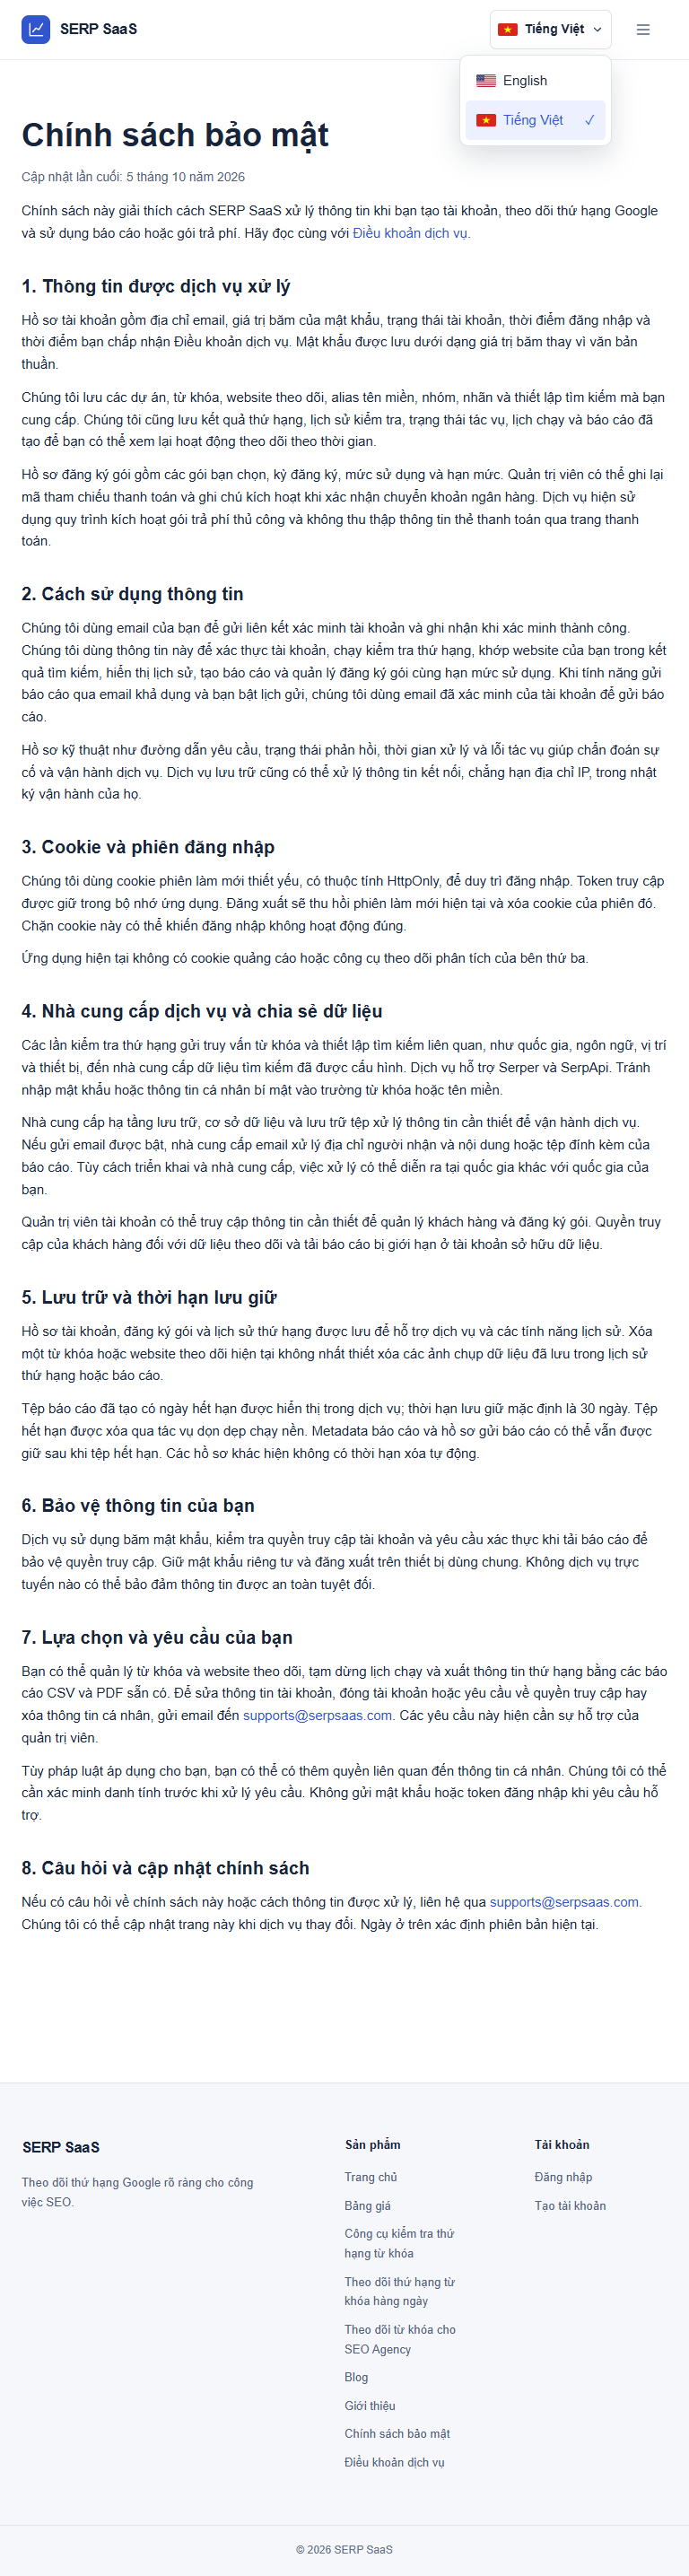 SERP SaaS
Tiếng Việt
English
Tiếng Việt
Chính sách bảo mật
Cập nhật lần cuối: 5 tháng 10 năm 2026
Chính sách này giải thích cách SERP SaaS xử lý thông tin khi bạn tạo tài khoản, theo dõi thứ hạng Google
và sử dụng báo cáo hoặc gói trả phí. Hãy đọc cùng với Điều khoản dịch vụ.
1. Thông tin được dịch vụ xử lý
Hồ sơ tài khoản gồm địa chỉ email, giá trị băm của mật khẩu, trạng thái tài khoản, thời điểm đăng nhập và
thời điểm bạn chấp nhận Điều khoản dịch vụ. Mật khẩu được lưu dưới dạng giá trị băm thay vì văn bản
thuần.
Chúng tôi lưu các dự án, từ khóa, website theo dõi, alias tên miền, nhóm, nhãn và thiết lập tìm kiếm mà bạn
cung cấp. Chúng tôi cũng lưu kết quả thứ hạng, lịch sử kiểm tra, trạng thái tác vụ, lịch chạy và báo cáo đã
tạo để bạn có thể xem lại hoạt động theo dõi theo thời gian.
Hồ sơ đăng ký gói gồm các gói bạn chọn, kỳ đăng ký, mức sử dụng và hạn mức. Quản trị viên có thể ghi lại
mã tham chiếu thanh toán và ghi chú kích hoạt khi xác nhận chuyển khoản ngân hàng. Dịch vụ hiện sử
dụng quy trình kích hoạt gói trả phí thủ công và không thu thập thông tin thẻ thanh toán qua trang thanh
toán.
2. Cách sử dụng thông tin
Chúng tôi dùng email của bạn để gửi liên kết xác minh tài khoản và ghi nhận khi xác minh thành công.
Chúng tôi dùng thông tin này để xác thực tài khoản, chạy kiểm tra thứ hạng, khớp website của bạn trong kết
quả tìm kiếm, hiển thị lịch sử, tạo báo cáo và quản lý đăng ký gói cùng hạn mức sử dụng. Khi tính năng gửi
báo cáo qua email khả dụng và bạn bật lịch gửi, chúng tôi dùng email đã xác minh của tài khoản để gửi báo
cáo.
Hồ sơ kỹ thuật như đường dẫn yêu cầu, trạng thái phản hồi, thời gian xử lý và lỗi tác vụ giúp chẩn đoán sự
cố và vận hành dịch vụ. Dịch vụ lưu trữ cũng có thể xử lý thông tin kết nối, chẳng hạn địa chỉ IP, trong nhật
ký vận hành của họ.
3. Cookie và phiên đăng nhập
Chúng tôi dùng cookie phiên làm mới thiết yếu, có thuộc tính HttpOnly, để duy trì đăng nhập. Token truy cập
được giữ trong bộ nhớ ứng dụng. Đăng xuất sẽ thu hồi phiên làm mới hiện tại và xóa cookie của phiên đó.
Chặn cookie này có thể khiến đăng nhập không hoạt động đúng.
Ứng dụng hiện tại không có cookie quảng cáo hoặc công cụ theo dõi phân tích của bên thứ ba.
4. Nhà cung cấp dịch vụ và chia sẻ dữ liệu
Các lần kiểm tra thứ hạng gửi truy vấn từ khóa và thiết lập tìm kiếm liên quan, như quốc gia, ngôn ngữ, vị trí
và thiết bị, đến nhà cung cấp dữ liệu tìm kiếm đã được cấu hình. Dịch vụ hỗ trợ Serper và SerpApi. Tránh
nhập mật khẩu hoặc thông tin cá nhân bí mật vào trường từ khóa hoặc tên miền.
Nhà cung cấp hạ tầng lưu trữ, cơ sở dữ liệu và lưu trữ tệp xử lý thông tin cần thiết để vận hành dịch vụ.
Nếu gửi email được bật, nhà cung cấp email xử lý địa chỉ người nhận và nội dung hoặc tệp đính kèm của
báo cáo. Tùy cách triển khai và nhà cung cấp, việc xử lý có thể diễn ra tại quốc gia khác với quốc gia của
bạn.
Quản trị viên tài khoản có thể truy cập thông tin cần thiết để quản lý khách hàng và đăng ký gói. Quyền truy
cập của khách hàng đối với dữ liệu theo dõi và tải báo cáo bị giới hạn ở tài khoản sở hữu dữ liệu.
5. Lưu trữ và thời hạn lưu giữ
Hồ sơ tài khoản, đăng ký gói và lịch sử thứ hạng được lưu để hỗ trợ dịch vụ và các tính năng lịch sử. Xóa
một từ khóa hoặc website theo dõi hiện tại không nhất thiết xóa các ảnh chụp dữ liệu đã lưu trong lịch sử
thứ hạng hoặc báo cáo.
Tệp báo cáo đã tạo có ngày hết hạn được hiển thị trong dịch vụ; thời hạn lưu giữ mặc định là 30 ngày. Tệp
hết hạn được xóa qua tác vụ dọn dẹp chạy nền. Metadata báo cáo và hồ sơ gửi báo cáo có thể vẫn được
giữ sau khi tệp hết hạn. Các hồ sơ khác hiện không có thời hạn xóa tự động.
6. Bảo vệ thông tin của bạn
Dịch vụ sử dụng băm mật khẩu, kiểm tra quyền truy cập tài khoản và yêu cầu xác thực khi tải báo cáo để
bảo vệ quyền truy cập. Giữ mật khẩu riêng tư và đăng xuất trên thiết bị dùng chung. Không dịch vụ trực
tuyến nào có thể bảo đảm thông tin được an toàn tuyệt đối.
7. Lựa chọn và yêu cầu của bạn
Bạn có thể quản lý từ khóa và website theo dõi, tạm dừng lịch chạy và xuất thông tin thứ hạng bằng các báo
cáo CSV và PDF sẵn có. Để sửa thông tin tài khoản, đóng tài khoản hoặc yêu cầu về quyền truy cập hay
xóa thông tin cá nhân, gửi email đến supports@serpsaas.com. Các yêu cầu này hiện cần sự hỗ trợ của
quản trị viên.
Tùy pháp luật áp dụng cho bạn, bạn có thể có thêm quyền liên quan đến thông tin cá nhân. Chúng tôi có thể
cần xác minh danh tính trước khi xử lý yêu cầu. Không gửi mật khẩu hoặc token đăng nhập khi yêu cầu hỗ
trợ.
8. Câu hỏi và cập nhật chính sách
Nếu có câu hỏi về chính sách này hoặc cách thông tin được xử lý, liên hệ qua supports@serpsaas.com.
Chúng tôi có thể cập nhật trang này khi dịch vụ thay đổi. Ngày ở trên xác định phiên bản hiện tại.
SERP SaaS
Theo dõi thứ hạng Google rõ ràng cho công
việc SEO.
Sản phẩm
Trang chủ
Bảng giá
Công cụ kiểm tra thứ
hạng từ khóa
Theo dõi thứ hạng từ
khóa hàng ngày
Theo dõi từ khóa cho
SEO Agency
Blog
Giới thiệu
Chính sách bảo mật
Điều khoản dịch vụ
Tài khoản
Đăng nhập
Tạo tài khoản
© 2026 SERP SaaS